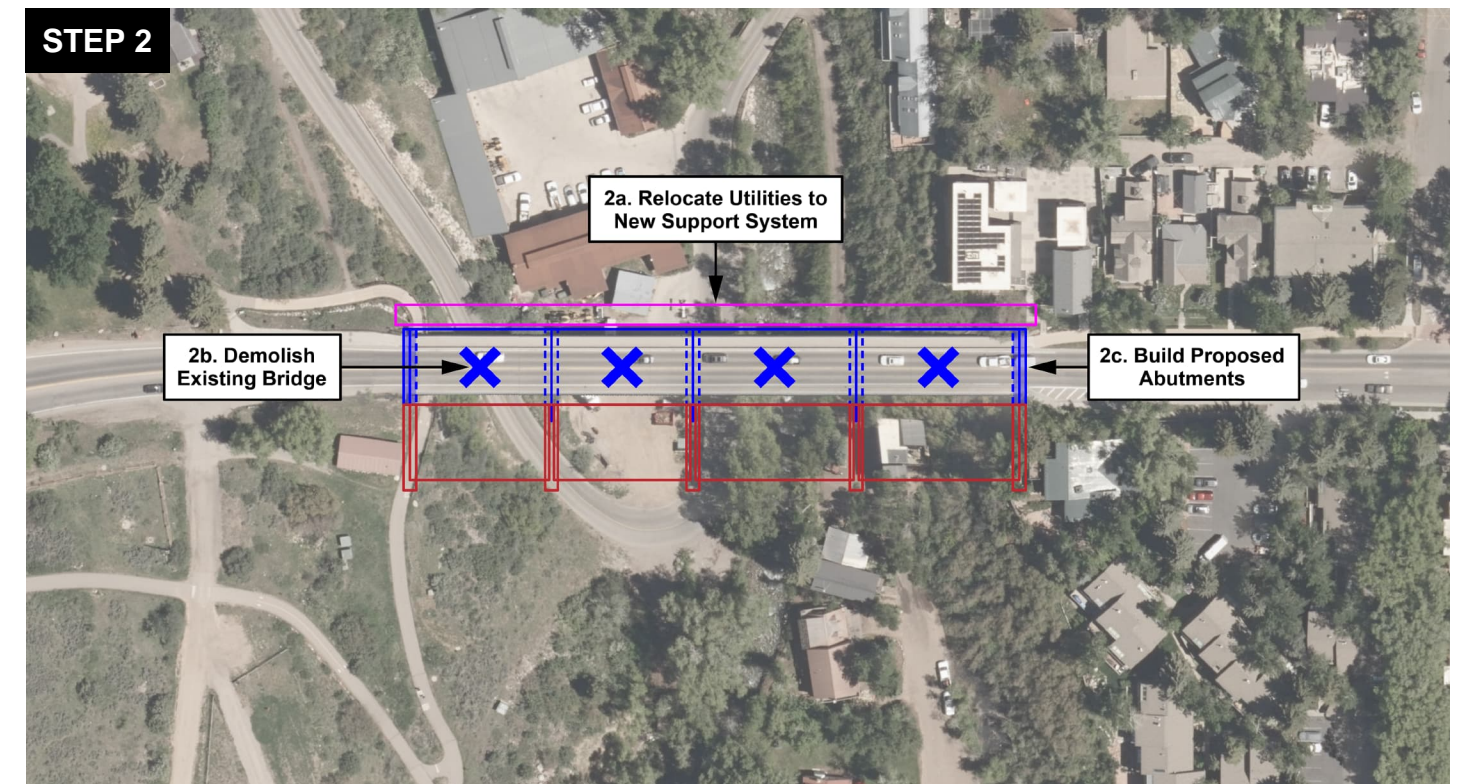 STEP 2
2a. Relocate Utilities to
New Support System
2b. Demolish
Existing Bridge
2c. Build Proposed
Abutments